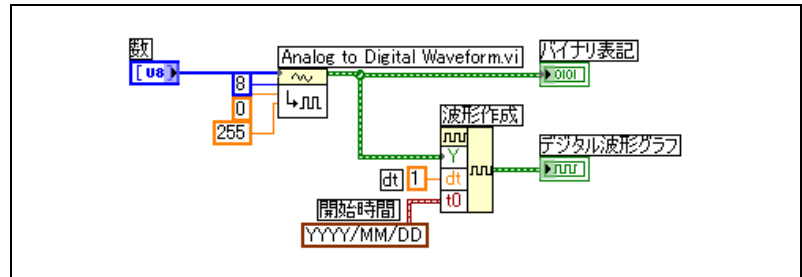 数
[U8]
Analog to Digital Waveform.vi
8
0
255
バイナリ表記
0101
波形作成
Y
dt 1 dt
t0
デジタル波形グラフ
開始時間
YYYY/MM/DD